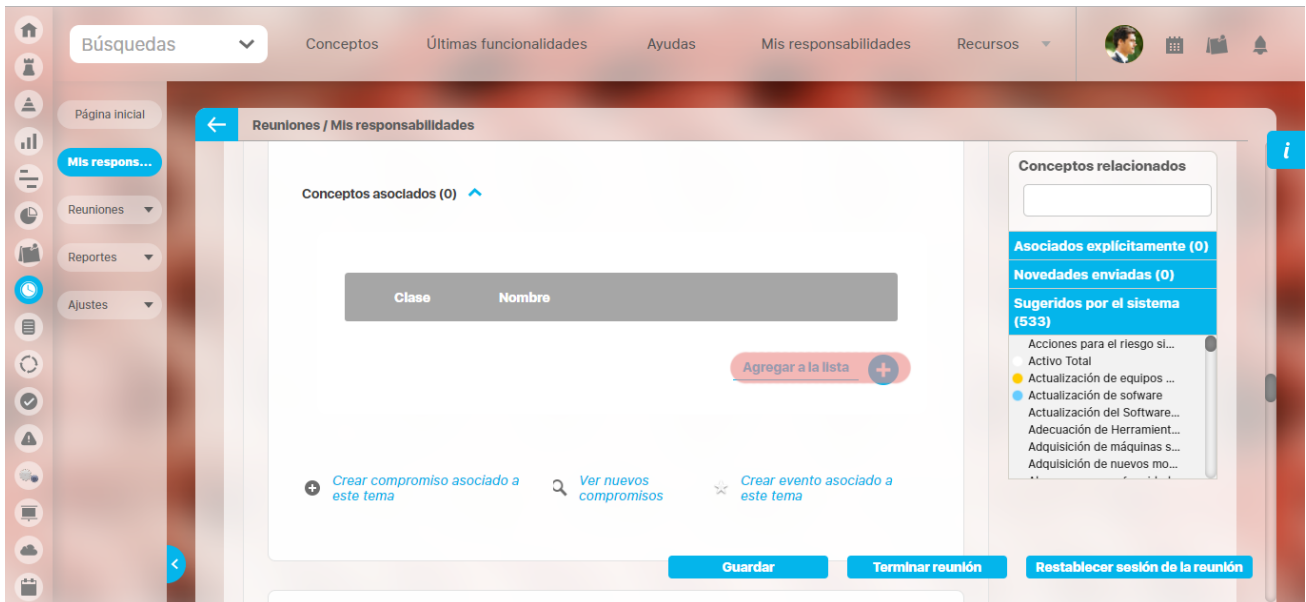 Búsquedas
Conceptos
Últimas funcionalidades
Ayudas
Mis responsabilidades
Recursos
Página inicial
Mis respons...
Reuniones
Reportes
Ajustes
Reuniones / Mis responsabilidades
i
Conceptos asociados (0)
Clase
Nombre
Agregar a la lista
Crear compromiso asociado a
este tema
Ver nuevos
compromisos
Crear evento asociado a
este tema
Guardar
Terminar reunión
Restablecer sesión de la reunión
Conceptos relacionados
Asociados explícitamente (0)
Novedades enviadas (0)
Sugeridos por el sistema
(533)
Acciones para el riesgo si...
Activo Total
Actualización de equipos ...
Actualización de sofware
Actualización del Software...
Adecuación de Herramient...
Adquisición de máquinas s...
Adquisición de nuevos mo...